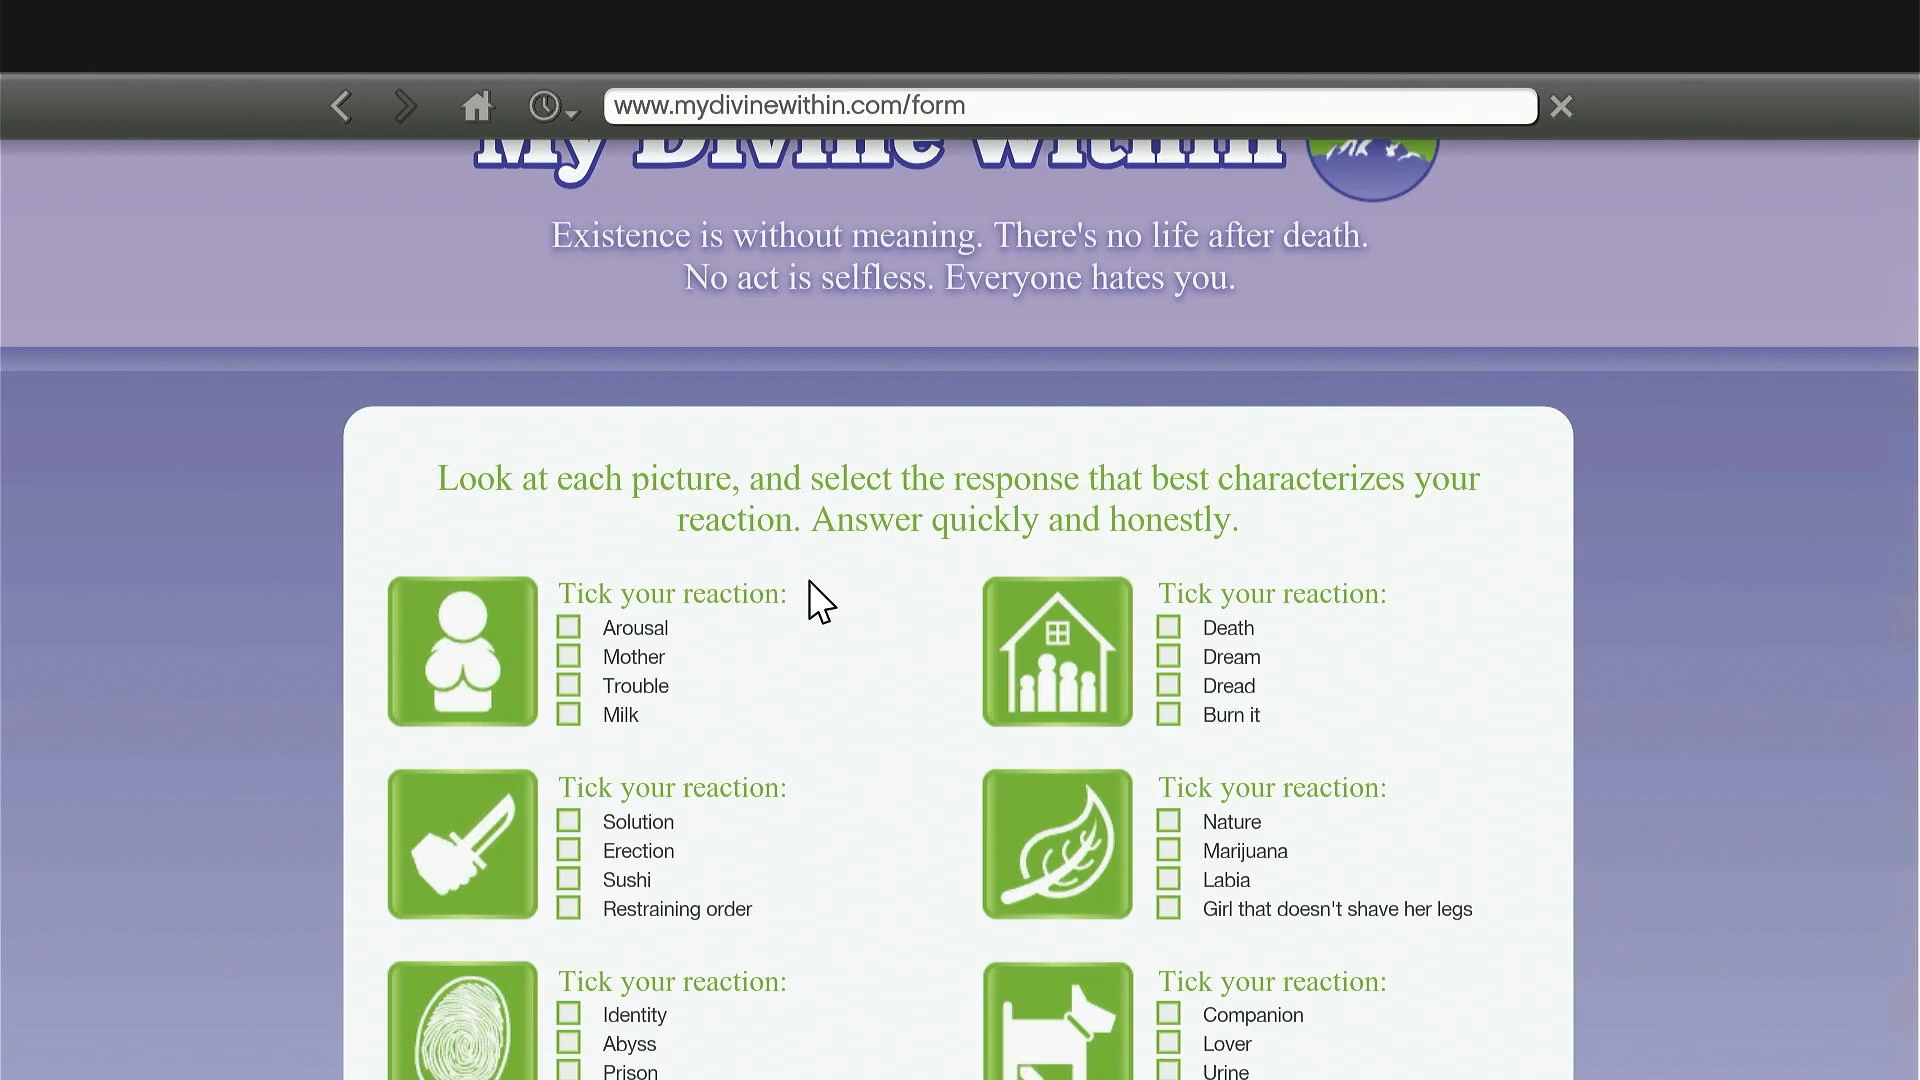 www.mydivinewithin.com/form
My Divine Within
Existence is without meaning. There's no life after death.
No act is selfless. Everyone hates you.
Look at each picture, and select the response that best characterizes your
reaction. Answer quickly and honestly.
Tick your reaction:
Arousal
Mother
Trouble
Milk
Tick your reaction:
Death
Dream
Dread
Burn it
Tick your reaction:
Solution
Erection
Sushi
Restraining order
Tick your reaction:
Nature
Marijuana
Labia
Girl that doesn't shave her legs
Tick your reaction:
Identity
Abyss
Prison
Tick your reaction:
Companion
Lover
Urine